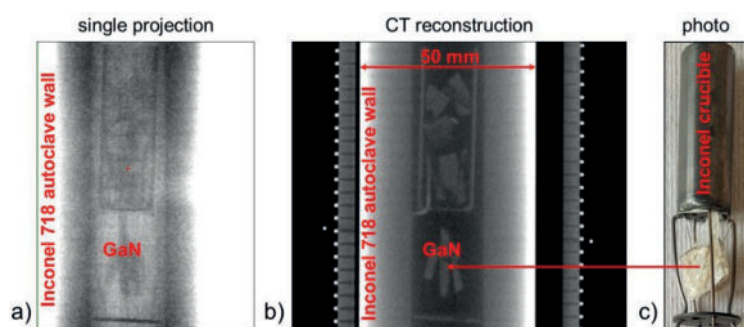 single projection
CT reconstruction
photo
Inconel 718 autoclave wall
GaN
a)
50 mm
Inconel 718 autoclave wall
GaN
b)
Inconel crucible
c)